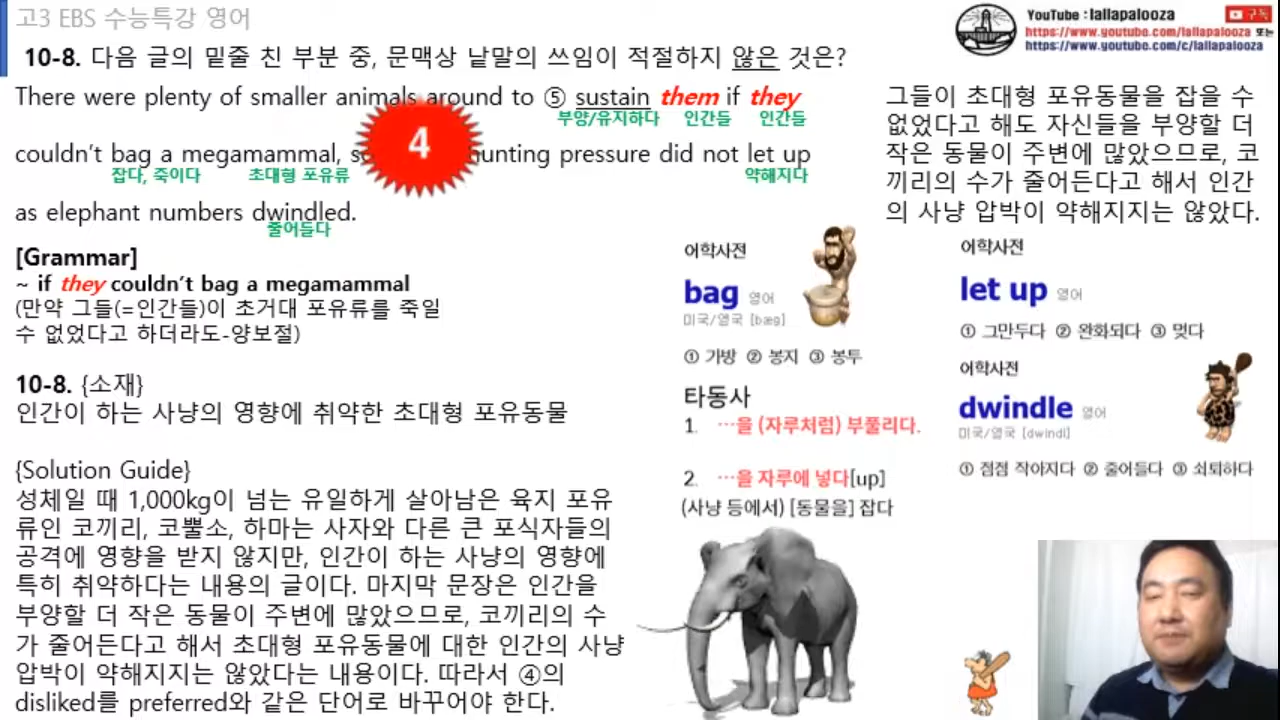 고3 EBS 수능특강 영어
YouTube : lallapalooza
구독
https://www.youtube.com/lallapalooza 또는
https://www.youtube.com/c/lallapalooza
10-8. 다음 글의 밑줄 친 부분 중, 문맥상 낱말의 쓰임이 적절하지 않은 것은?
There were plenty of smaller animals around to ⑤ sustain them if they
부양/유지하다 인간들 인간들
couldn't bag a megamammal, hunting pressure did not let up
4
잡다, 죽이다 초대형 포유류 약해지다
as elephant numbers dwindled.
줄어들다
그들이 초대형 포유동물을 잡을 수
없었다고 해도 자신들을 부양할 더
작은 동물이 주변에 많았으므로, 코
끼리의 수가 줄어든다고 해서 인간
의 사냥 압박이 약해지지는 않았다.
[Grammar]
~ if they couldn't bag a megamammal
(만약 그들(=인간들)이 초거대 포유류를 죽일
수 없었다고 하더라도-양보절)
10-8. {소재}
인간이 하는 사냥의 영향에 취약한 초대형 포유동물
{Solution Guide}
성체일 때 1,000kg이 넘는 유일하게 살아남은 육지 포유
류인 코끼리, 코뿔소, 하마는 사자와 다른 큰 포식자들의
공격에 영향을 받지 않지만, 인간이 하는 사냥의 영향에
특히 취약하다는 내용의 글이다. 마지막 문장은 인간을
부양할 더 작은 동물이 주변에 많았으므로, 코끼리의 수
가 줄어든다고 해서 초대형 포유동물에 대한 인간의 사냥
압박이 약해지지는 않았다는 내용이다. 따라서 ④의
disliked를 preferred와 같은 단어로 바꾸어야 한다.
어학사전
bag 영어
미국/영국 [bæg]
① 가방 ② 봉지 ③ 봉투
타동사
1. …을 (자루처럼) 부풀리다.
2. …을 자루에 넣다[up]
(사냥 등에서) [동물을] 잡다
어학사전
let up 영어
① 그만두다 ② 완화되다 ③ 멎다
어학사전
dwindle 영어
미국/영국 [dwindl]
① 점점 작아지다 ② 줄어들다 ③ 쇠퇴하다